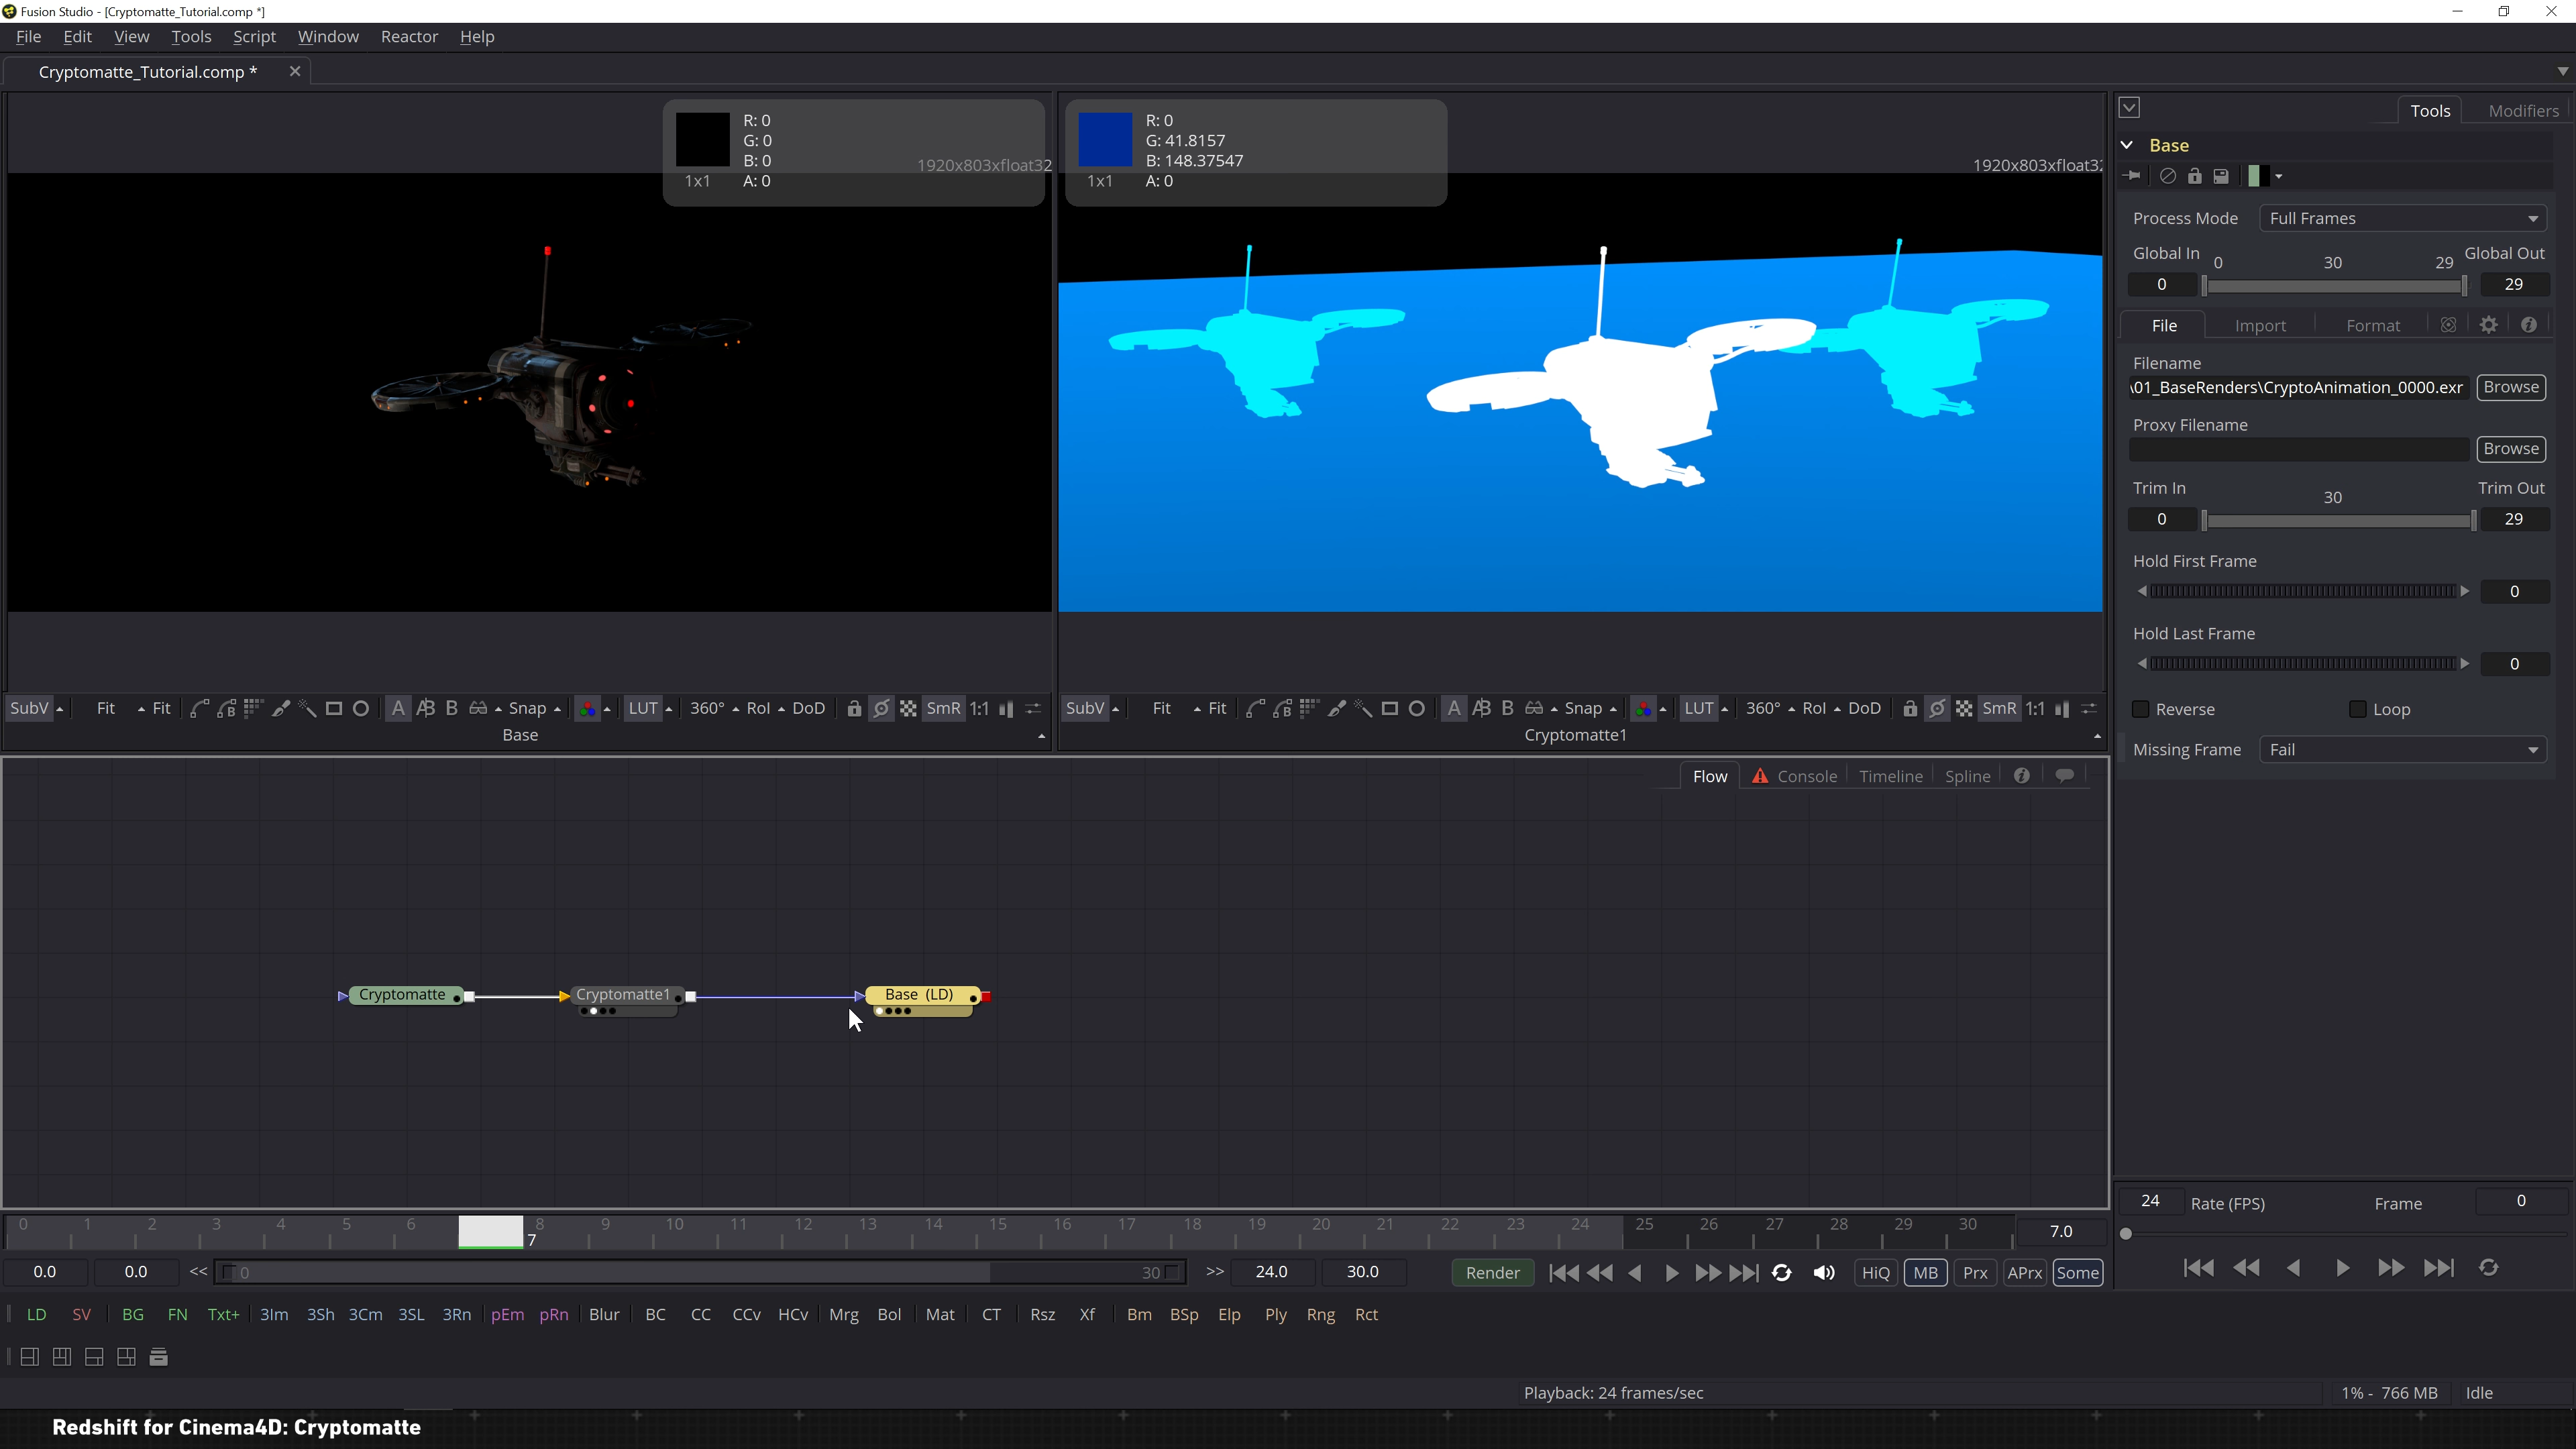 Fusion Studio - [Cryptomatte_Tutorial.comp *]
File Edit View Tools Script Window Reactor Help
Cryptomatte_Tutorial.comp *
R: 0
G: 0
B: 0
A: 0
1x1
1920x803xfloat32
R: 0
G: 41.8157
B: 148.37547
A: 0
1x1
1920x803xfloat32
SubV Fit Fit A AB B Snap LUT 360° RoI DoD SmR 1:1
Base
SubV Fit Fit A AB B Snap LUT 360° RoI DoD SmR 1:1
Cryptomatte1
Tools Modifiers
Base
Process Mode Full Frames
Global In 0 30 29 Global Out
0 29
File Import Format
Filename
\01_BaseRenders\CryptoAnimation_0000.exr Browse
Proxy Filename
Browse
Trim In 30 Trim Out
0 29
Hold First Frame
0
Hold Last Frame
0
Reverse Loop
Missing Frame Fail
Flow Console Timeline Spline
Cryptomatte Cryptomatte1 Base (LD)
0 1 2 3 4 5 6 7 8 9 10 11 12 13 14 15 16 17 18 19 20 21 22 23 24 25 26 27 28 29 30 7.0
0.0 0.0 << 0 30 >> 24.0 30.0 Render HiQ MB Prx APrx Some
24 Rate (FPS) Frame 0
LD SV BG FN Txt+ 3Im 3Sh 3Cm 3SL 3Rn pEm pRn Blur BC CC CCv HCv Mrg Bol Mat CT Rsz Xf Bm BSp Elp Ply Rng Rct
Playback: 24 frames/sec 1% - 766 MB Idle
Redshift for Cinema4D: Cryptomatte